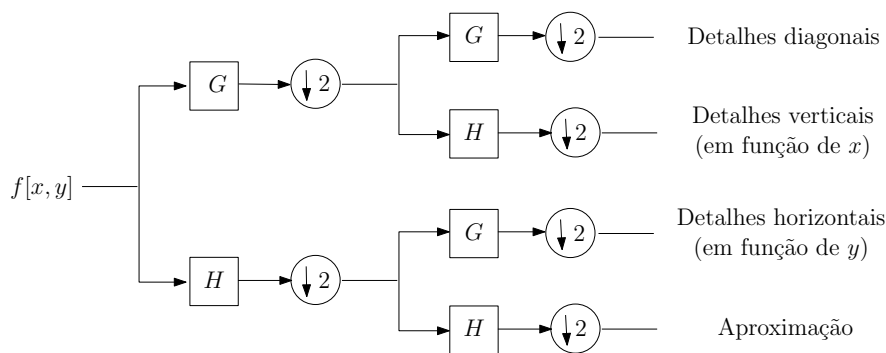 G
↓ 2
Detalhes diagonais
G
↓ 2
H
↓ 2
Detalhes verticais
(em função de x)
f[x, y]
G
↓ 2
Detalhes horizontais
(em função de y)
H
↓ 2
H
↓ 2
Aproximação